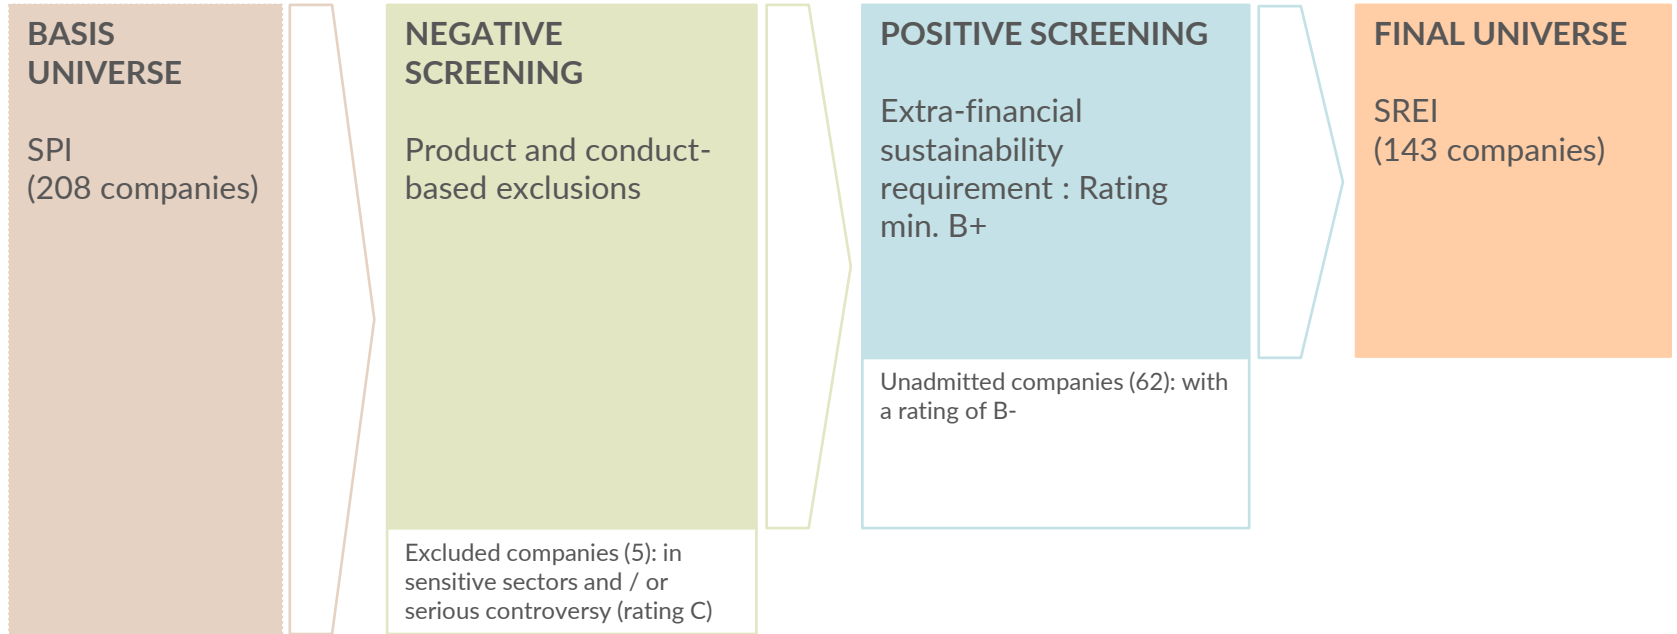 BASIS
UNIVERSE
SPI
(208 companies)
NEGATIVE
SCREENING
Product and conduct-
based exclusions
Excluded companies (5): in
sensitive sectors and / or
serious controversy (rating C)
POSITIVE SCREENING
Extra-financial
sustainability
requirement : Rating
min. B+
Unadmitted companies (62): with
a rating of B-
FINAL UNIVERSE
SREI
(143 companies)